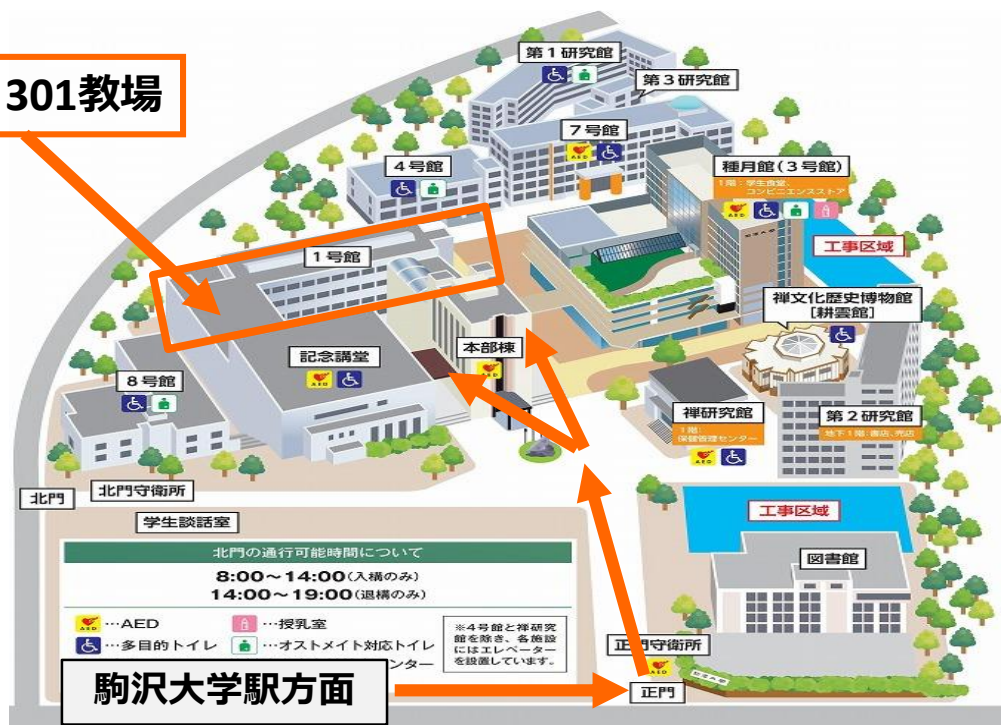 第1研究館
第3研究館
301教場
7号館
AED
4号館
種月館(3号館)
1階:学生食堂、
コンビニエンスストア
AED
工事区域
1号館
禅文化歴史博物館
[耕雲館]
本部棟
AED
記念講堂
AED
8号館
禅研究館
1階:
保健管理センター
AED
第2研究館
地下1階:書店、売店
北門
北門守衛所
学生談話室
工事区域
図書館
北門の通行可能時間について
8:00〜14:00(入構のみ)
14:00〜19:00(退構のみ)
AED…AED
…授乳室
…多目的トイレ
…オストメイト対応トイレ
ンター
※4号館と禅研究
館を除き、各施設
にはエレベーター
を設置しています。
正門守衛所
AED
駒沢大学駅方面
正門